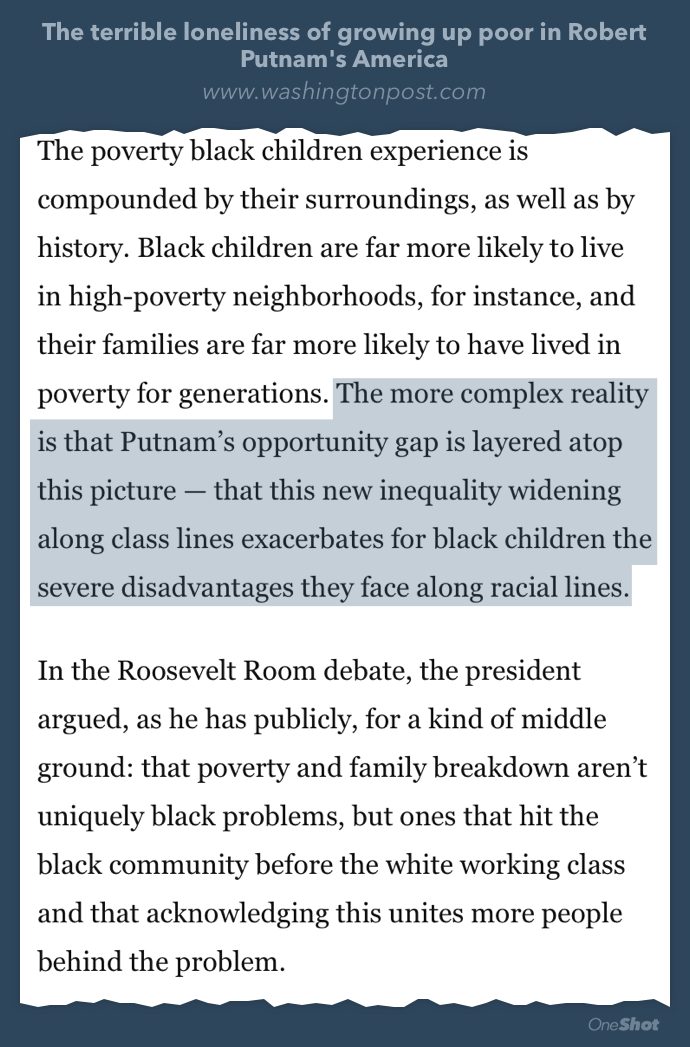 The terrible loneliness of growing up poor in Robert
Putnam's America
www.washingtonpost.com
The poverty black children experience is
compounded by their surroundings, as well as by
history. Black children are far more likely to live
in high-poverty neighborhoods, for instance, and
their families are far more likely to have lived in
poverty for generations. The more complex reality
is that Putnam’s opportunity gap is layered atop
this picture — that this new inequality widening
along class lines exacerbates for black children the
severe disadvantages they face along racial lines.
In the Roosevelt Room debate, the president
argued, as he has publicly, for a kind of middle
ground: that poverty and family breakdown aren’t
uniquely black problems, but ones that hit the
black community before the white working class
and that acknowledging this unites more people
behind the problem.
OneShot